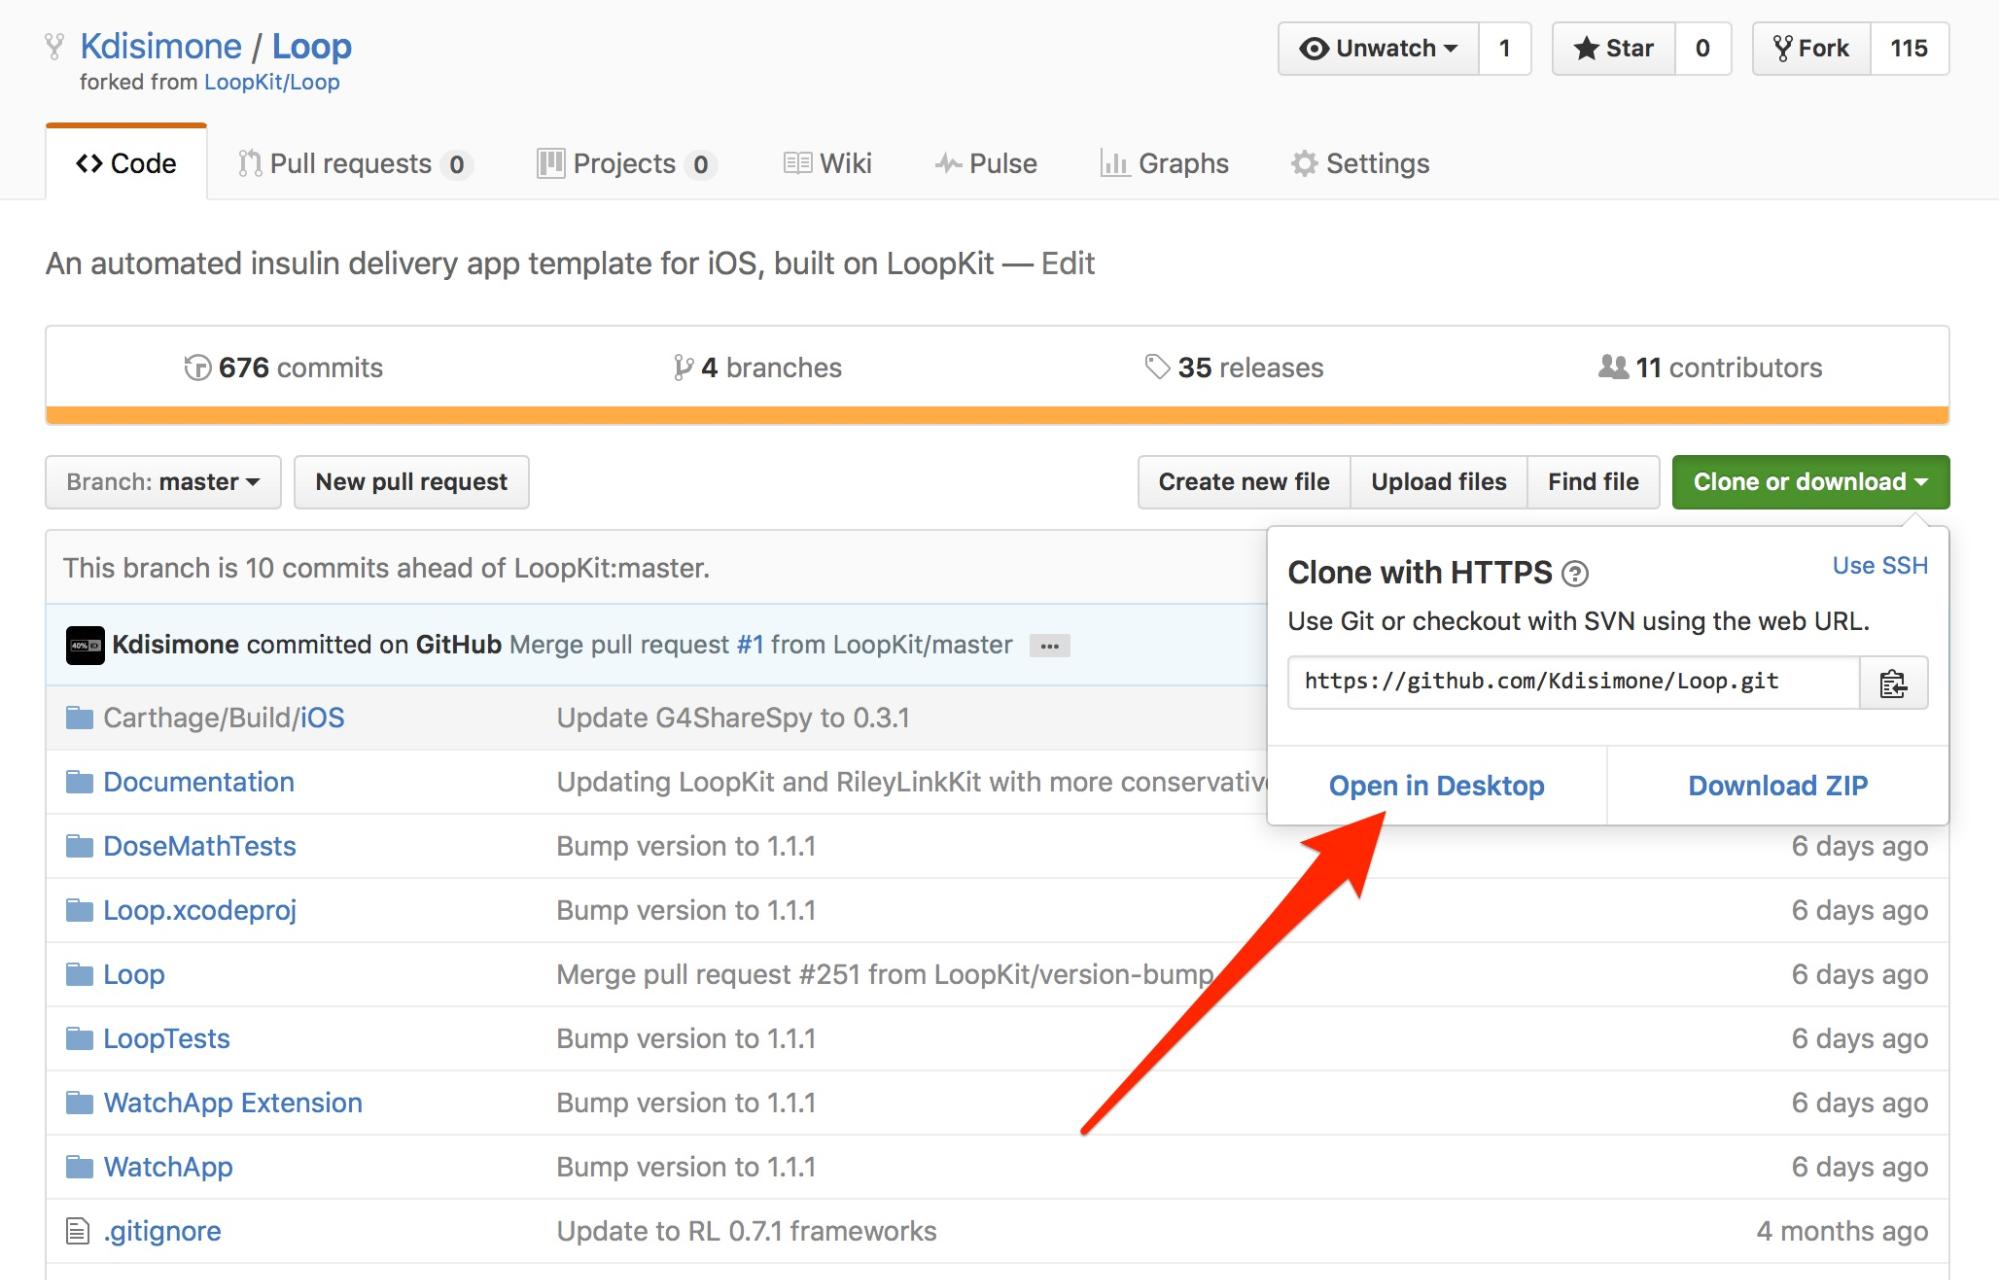 Kdisimone / Loop
forked from LoopKit/Loop
Unwatch 1
Star 0
Fork 115
Code
Pull requests 0
Projects 0
Wiki
Pulse
Graphs
Settings
An automated insulin delivery app template for iOS, built on LoopKit — Edit
676 commits
4 branches
35 releases
11 contributors
Branch: master
New pull request
Create new file
Upload files
Find file
Clone or download
This branch is 10 commits ahead of LoopKit:master.
Clone with HTTPS ?
Use SSH
Use Git or checkout with SVN using the web URL.
https://github.com/Kdisimone/Loop.git
Open in Desktop
Download ZIP
40%
Kdisimone committed on GitHub Merge pull request #1 from LoopKit/master ...
Carthage/Build/iOS Update G4ShareSpy to 0.3.1
Documentation Updating LoopKit and RileyLinkKit with more conservative
DoseMathTests Bump version to 1.1.1 6 days ago
Loop.xcodeproj Bump version to 1.1.1 6 days ago
Loop Merge pull request #251 from LoopKit/version-bump 6 days ago
LoopTests Bump version to 1.1.1 6 days ago
WatchApp Extension Bump version to 1.1.1 6 days ago
WatchApp Bump version to 1.1.1 6 days ago
.gitignore Update to RL 0.7.1 frameworks 4 months ago